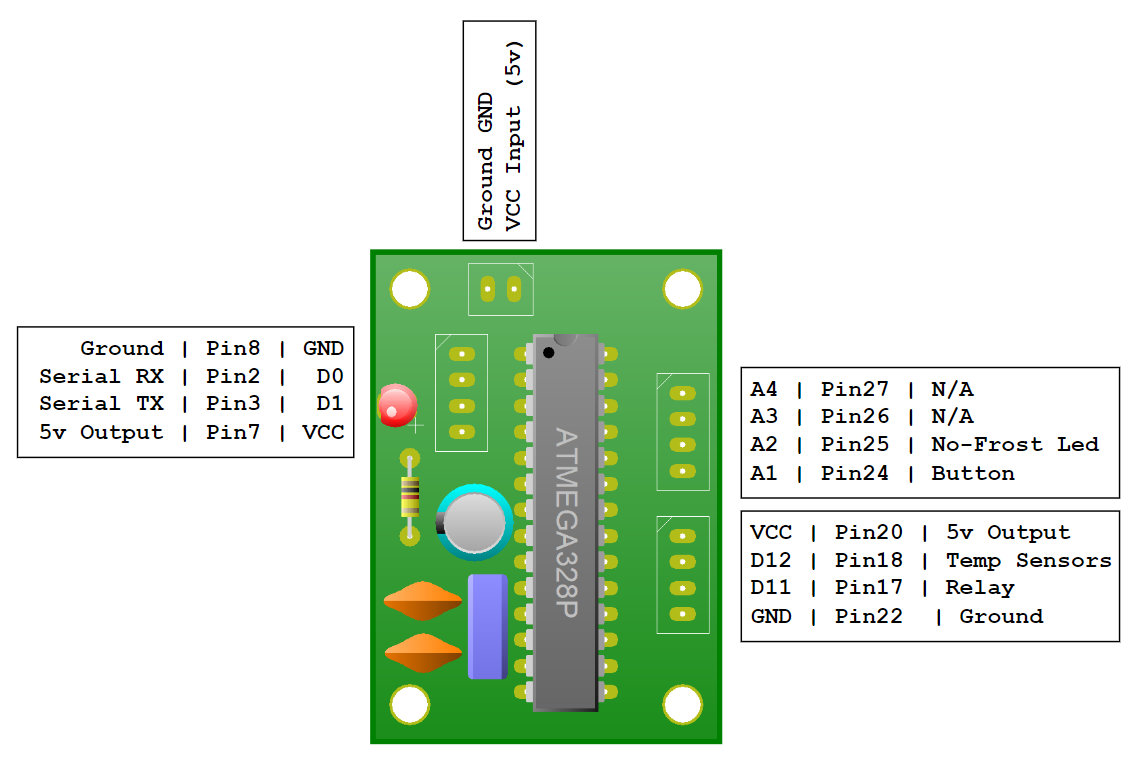 Ground GND
VCC Input (5v)
Ground | Pin8 | GND
Serial RX | Pin2 | D0
Serial TX | Pin3 | D1
5v Output | Pin7 | VCC
ATMEGA328P
A4 | Pin27 | N/A
A3 | Pin26 | N/A
A2 | Pin25 | No-Frost Led
A1 | Pin24 | Button
VCC | Pin20 | 5v Output
D12 | Pin18 | Temp Sensors
D11 | Pin17 | Relay
GND | Pin22 | Ground